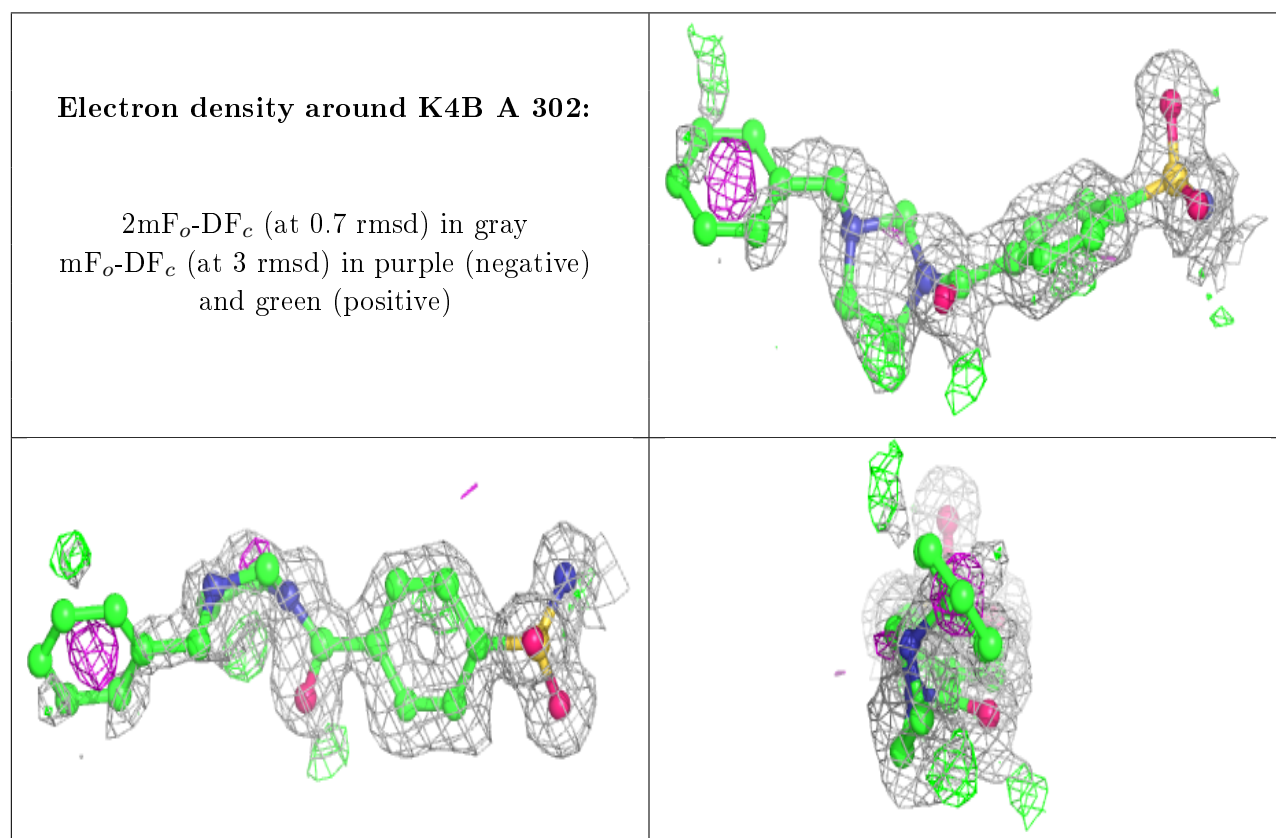 Electron density around K4B A 302:
2mFo-DFc (at 0.7 rmsd) in gray
mFo-DFc (at 3 rmsd) in purple (negative)
and green (positive)